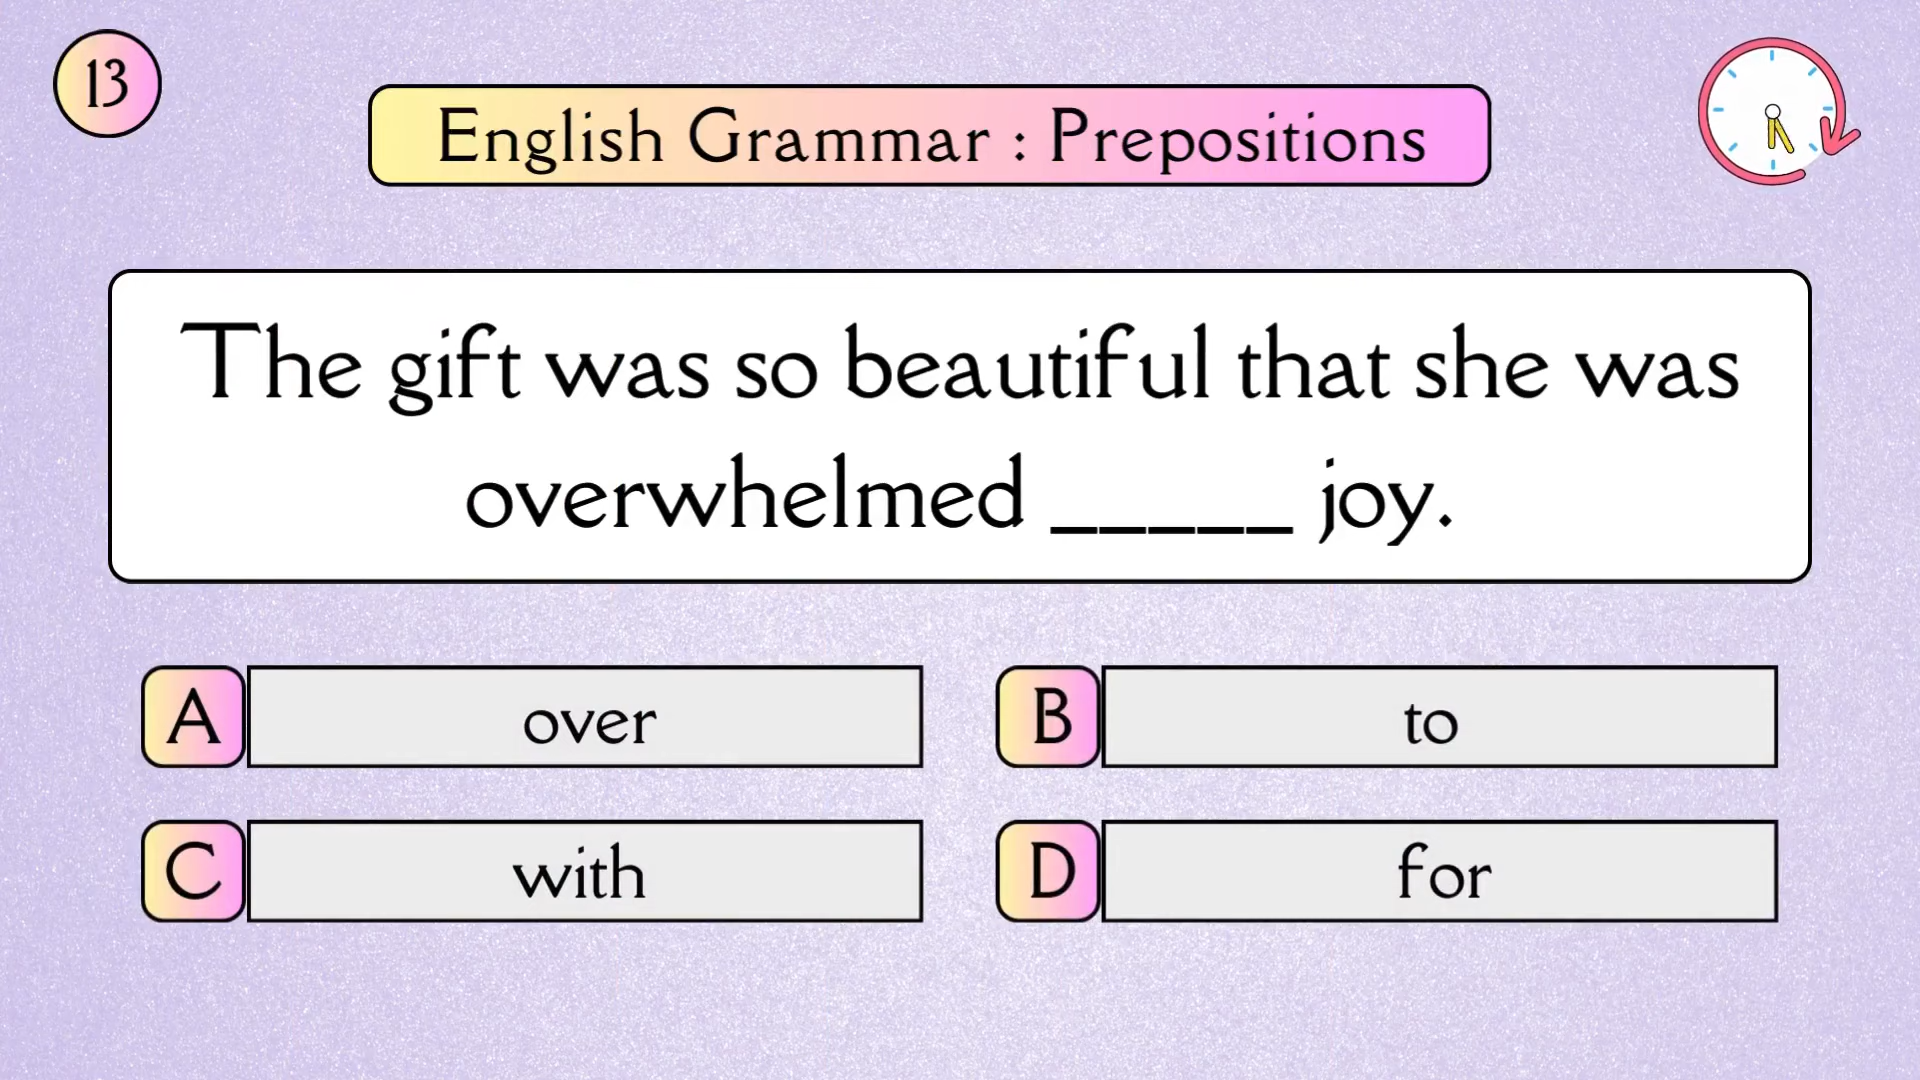 13
English Grammar : Prepositions
The gift was so beautiful that she was
overwhelmed _____ joy.
A over
B to
C with
D for